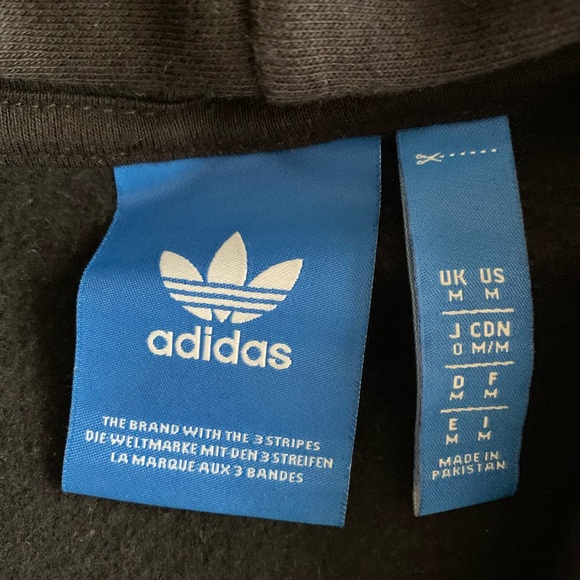 adidas
THE BRAND WITH THE 3 STRIPES
DIE WELTMARKE MIT DEN 3 STREIFEN
LA MARQUE AUX 3 BANDES
UK US
M M
J CDN
O M/M
D F
M M
E I
M M
MADE IN
PAKISTAN